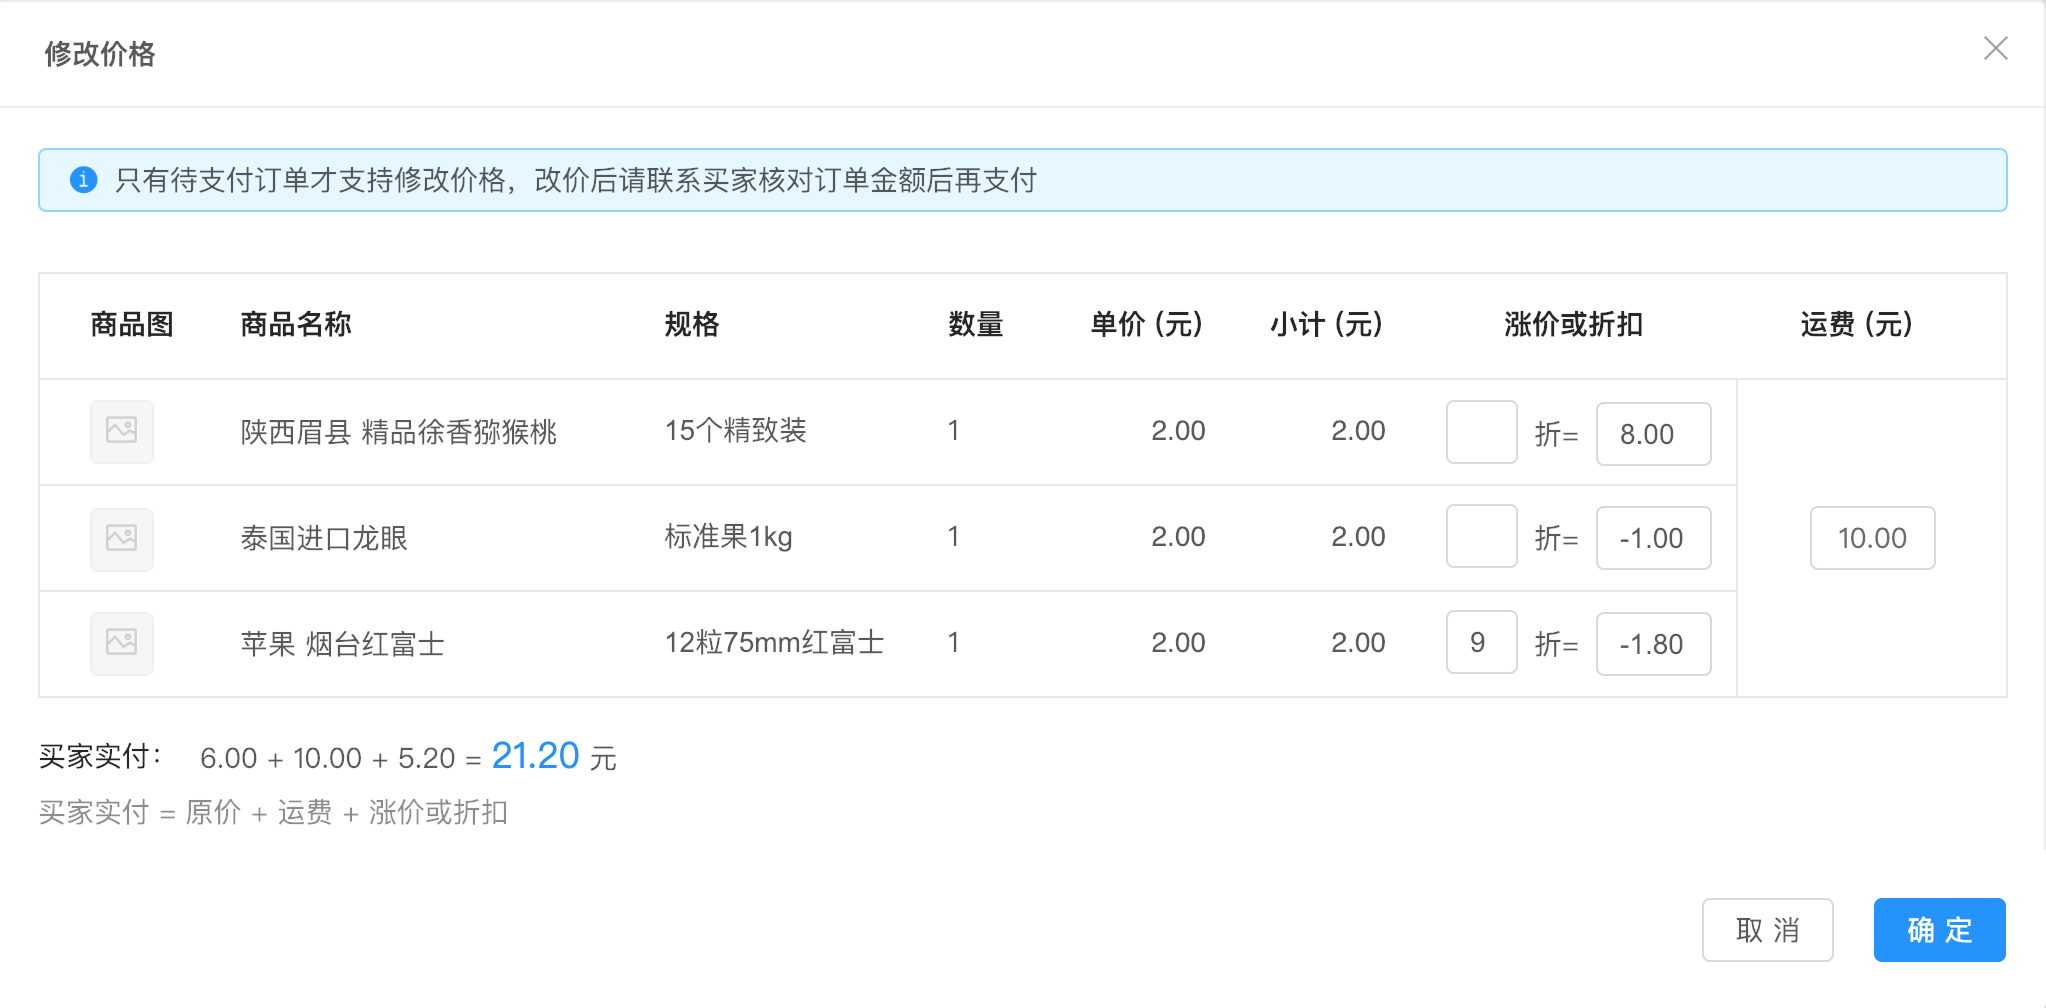 修改价格
只有待支付订单才支持修改价格，改价后请联系买家核对订单金额后再支付
商品图 商品名称 规格 数量 单价 (元) 小计 (元) 涨价或折扣 运费 (元)
陕西眉县 精品徐香猕猴桃 15个精致装 1 2.00 2.00 折= 8.00
泰国进口龙眼 标准果1kg 1 2.00 2.00 折= -1.00 10.00
苹果 烟台红富士 12粒75mm红富士 1 2.00 2.00 9 折= -1.80
买家实付： 6.00 + 10.00 + 5.20 = 21.20 元
买家实付 = 原价 + 运费 + 涨价或折扣
取 消 确 定